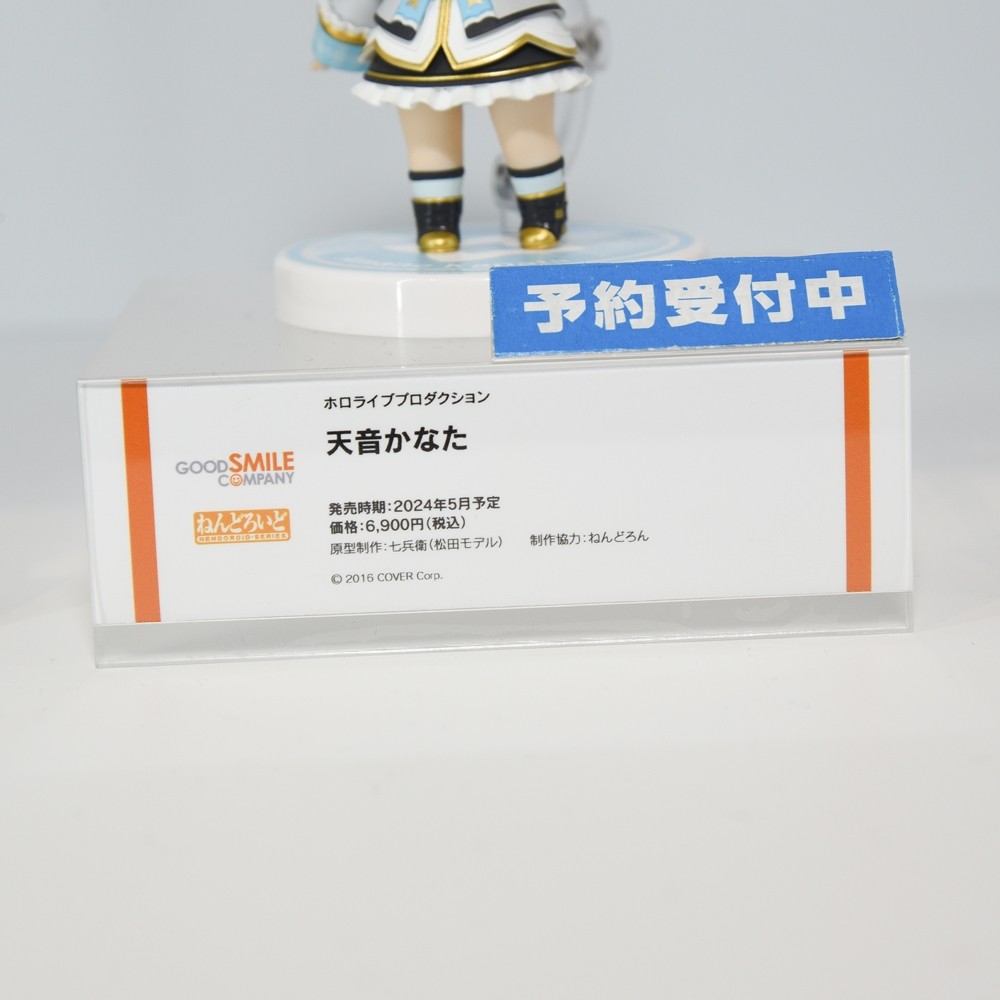 予約受付中
ホロライブプロダクション
天音かなた
GOODSMILE
COMPANY
ねんどろいど
NENDOROID-SERIES
発売時期:2024年5月予定
価格:6,900円(税込)
原型制作:七兵衛(松田モデル) 制作協力:ねんどろん
© 2016 COVER Corp.